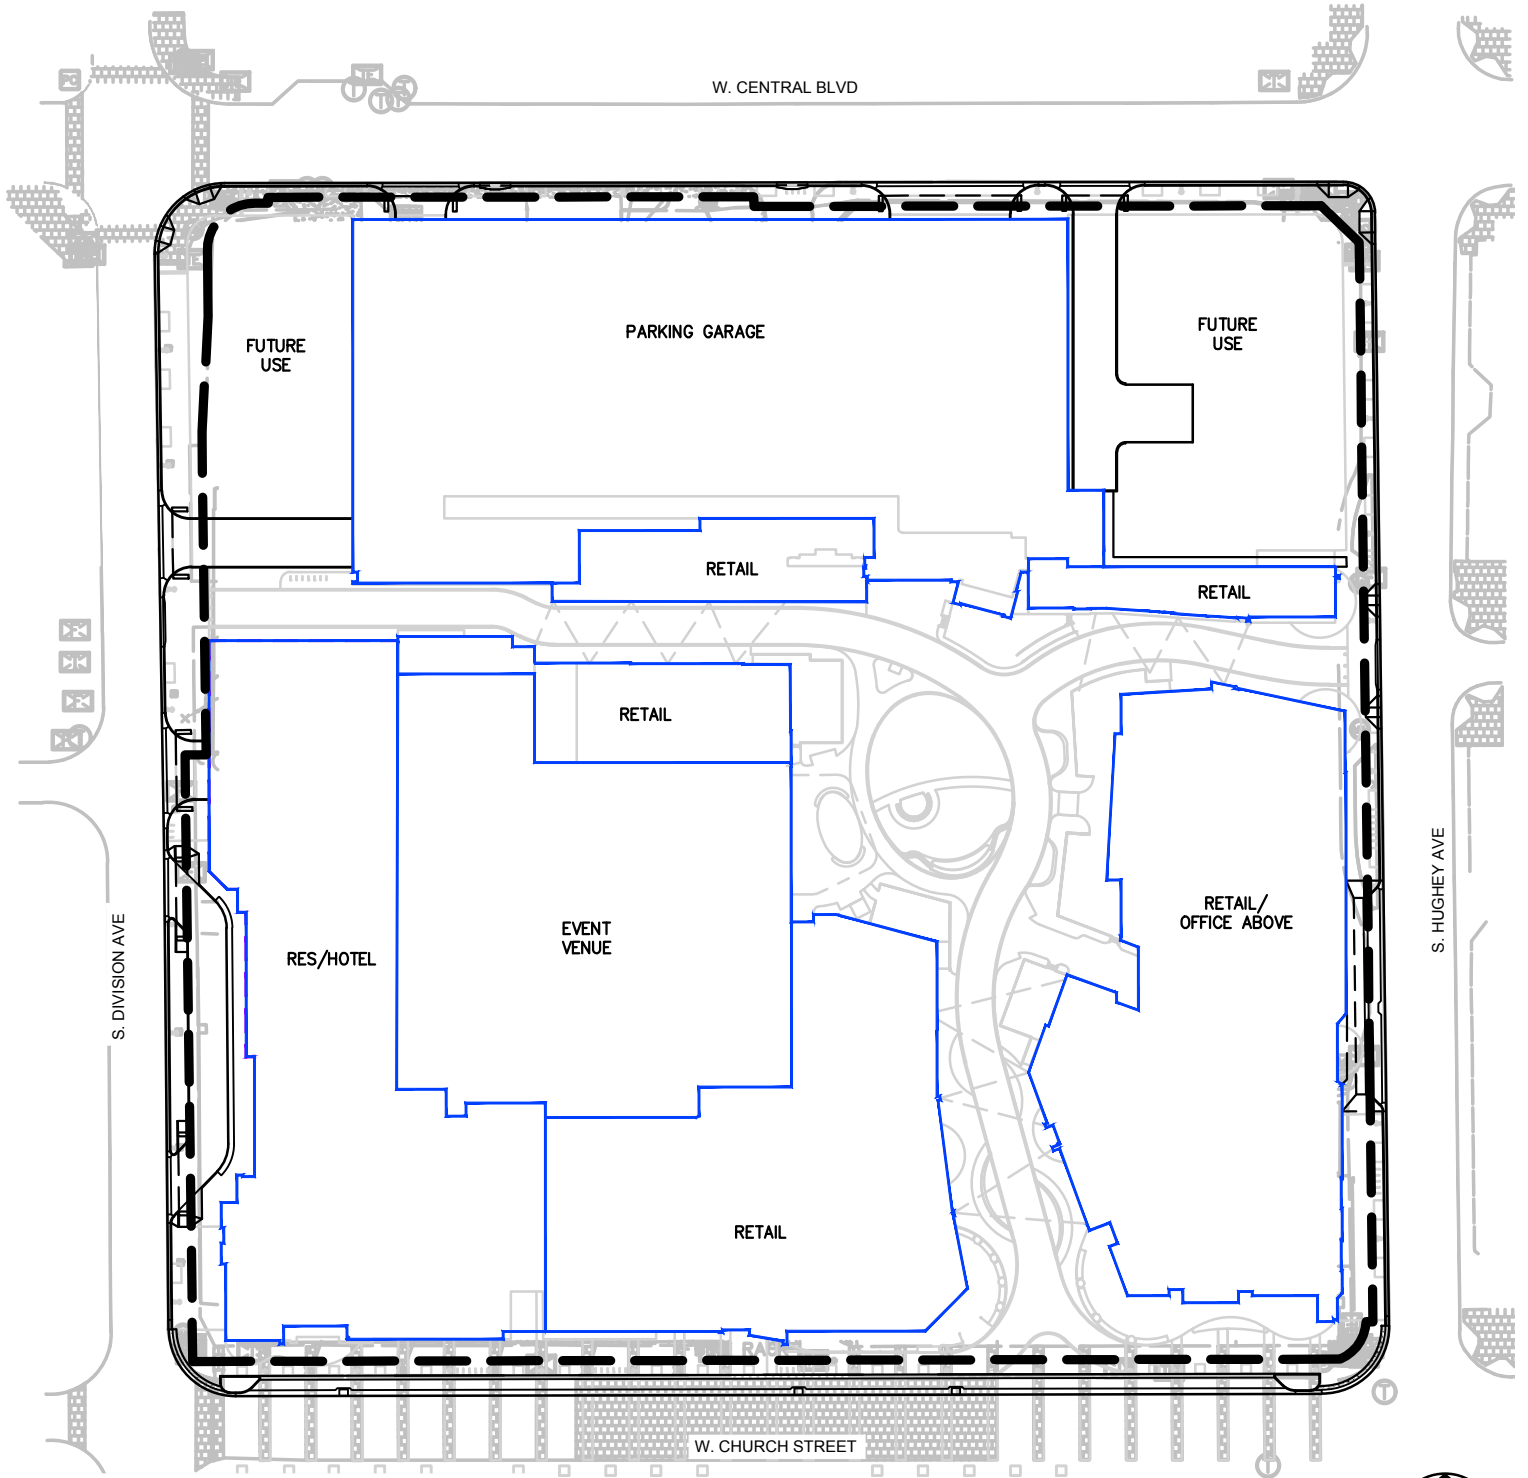 W. CENTRAL BLVD
FUTURE
USE
PARKING GARAGE
FUTURE
USE
RETAIL
RETAIL
RETAIL
S. DIVISION AVE
RES/HOTEL
EVENT
VENUE
RETAIL/
OFFICE ABOVE
S. HUGHEY AVE
RETAIL
W. CHURCH STREET
T
T